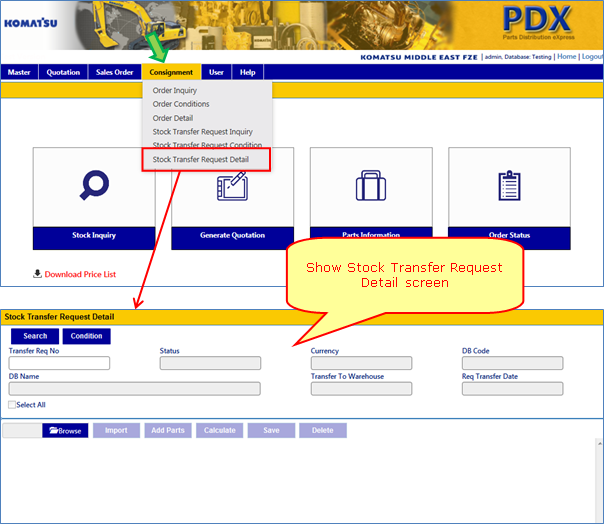 KOMATSU
PDX
Parts Distribution eXpress
KOMATSU MIDDLE EAST FZE | admin, Database: Testing | Home | Logout
Master Quotation Sales Order Consignment User Help
Order Inquiry
Order Conditions
Order Detail
Stock Transfer Request Inquiry
Stock Transfer Request Condition
Stock Transfer Request Detail
Stock Inquiry Generate Quotation Parts Information Order Status
Download Price List
Show Stock Transfer Request
Detail screen
Stock Transfer Request Detail
Search Condition
Transfer Req No Status Currency DB Code
DB Name Transfer To Warehouse Req Transfer Date
Select All
Browse Import Add Parts Calculate Save Delete